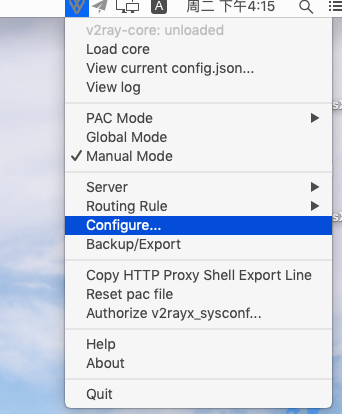 A 周二 下午4:15
v2ray-core: unloaded
Load core
View current config.json...
View log
PAC Mode
Global Mode
Manual Mode
Server
Routing Rule
Configure...
Backup/Export
Copy HTTP Proxy Shell Export Line
Reset pac file
Authorize v2rayx_sysconf...
Help
About
Quit